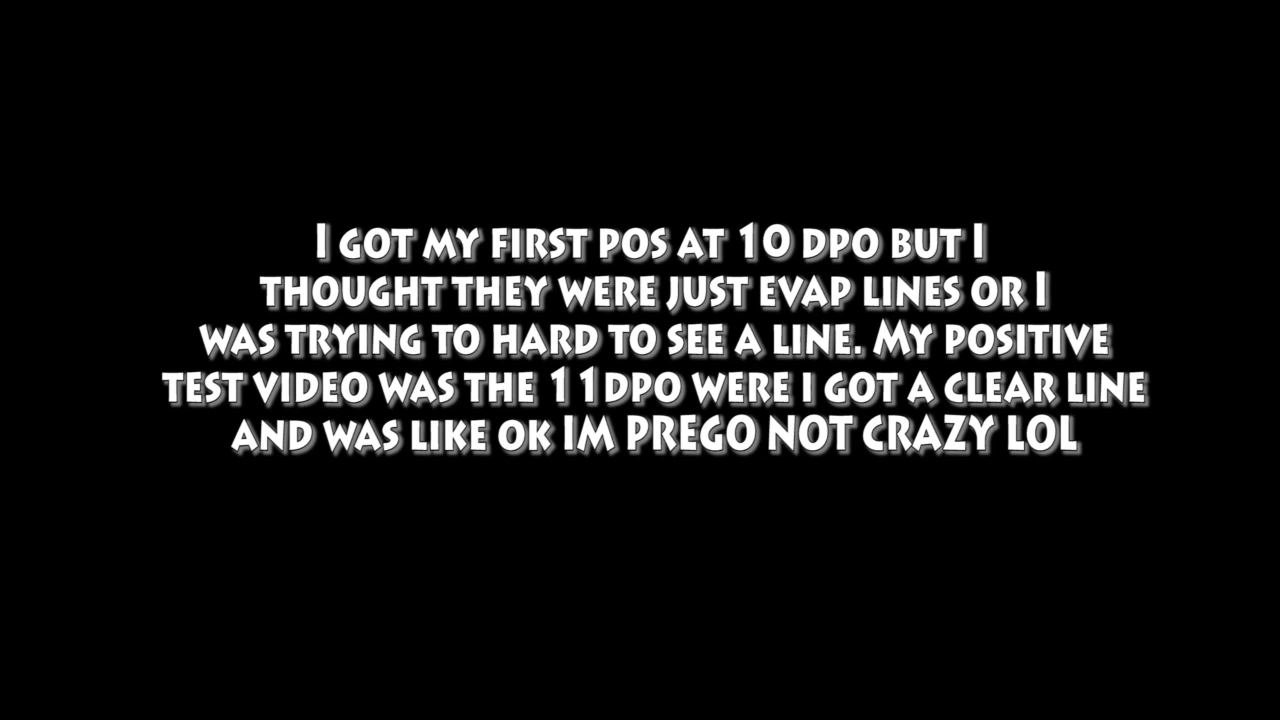 I got my first pos at 10 dpo but I
thought they were just evap lines or I
was trying to hard to see a line. My positive
test video was the 11dpo were i got a clear line
and was like ok IM PREGO NOT CRAZY LOL